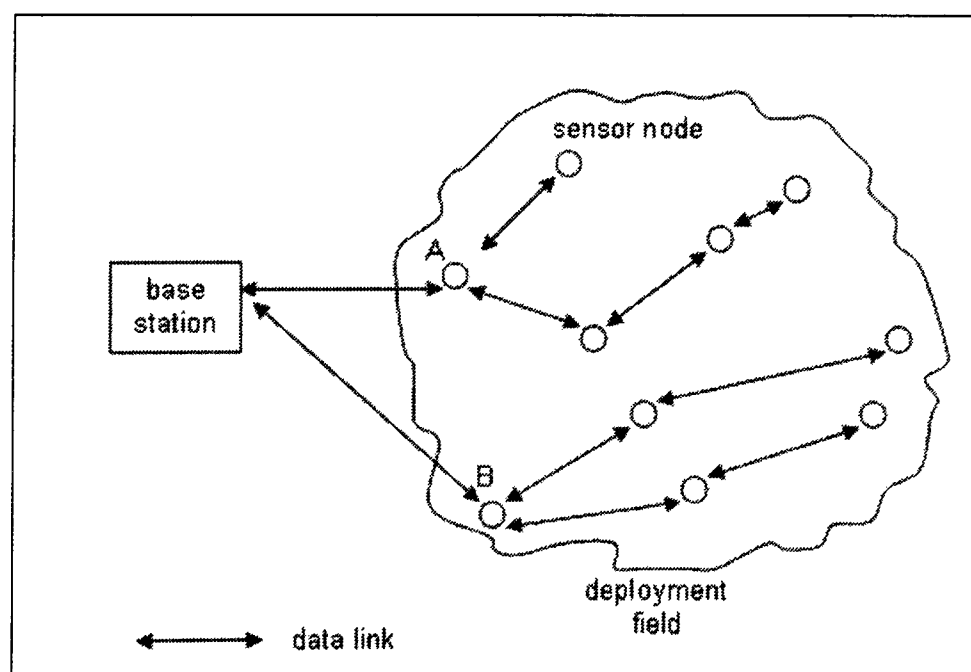 sensor node
A
base
station
B
deployment
field
data link